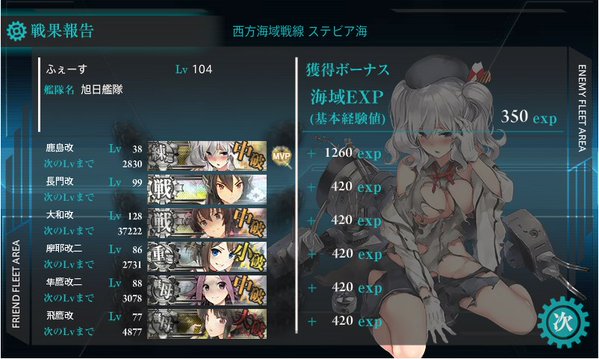 戦果報告
西方海域戦線 ステビア海
ふぇーす Lv 104
艦隊名 旭日艦隊
獲得ボーナス
海域EXP
(基本経験値) 350 exp
鹿島改 Lv 38
次のLvまで 2830
中破
MVP
+ 1260 exp
長門改 Lv 99
次のLvまで
戦
+ 420 exp
大和改 Lv 128
次のLvまで 37222
戦 中破
+ 420 exp
摩耶改二 Lv 86
次のLvまで 2731
重 小破
+ 420 exp
隼鷹改二 Lv 88
次のLvまで 3078
母 中破
+ 420 exp
飛鷹改 Lv 77
次のLvまで 4877
母 大破
+ 420 exp
FRIEND FLEET AREA
ENEMY FLEET AREA
次